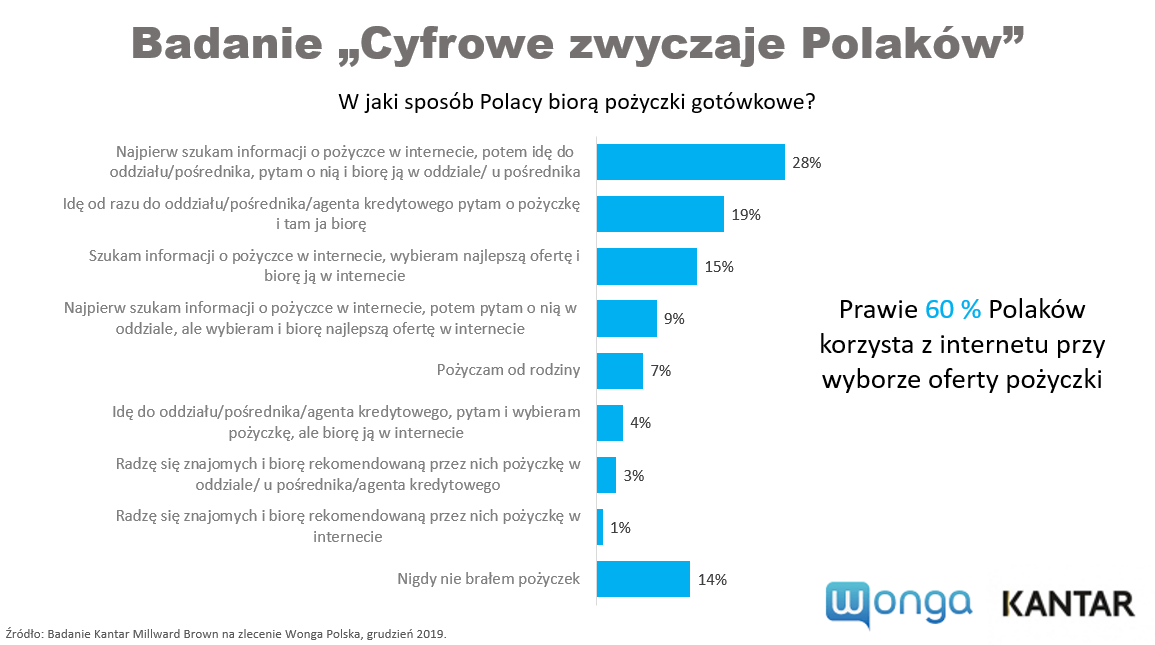 Badanie „Cyfrowe zwyczaje Polaków”
W jaki sposób Polacy biorą pożyczki gotówkowe?
Najpierw szukam informacji o pożyczce w internecie, potem idę do
oddziału/pośrednika, pytam o nią i biorę ją w oddziale/ u pośrednika
28%
Idę od razu do oddziału/pośrednika/agenta kredytowego pytam o pożyczkę
i tam ja biorę
19%
Szukam informacji o pożyczce w internecie, wybieram najlepszą ofertę i
biorę ją w internecie
15%
Najpierw szukam informacji o pożyczce w internecie, potem pytam o nią w
oddziale, ale wybieram i biorę najlepszą ofertę w internecie
9%
Pożyczam od rodziny
7%
Idę do oddziału/pośrednika/agenta kredytowego, pytam i wybieram
pożyczkę, ale biorę ją w internecie
4%
Radzę się znajomych i biorę rekomendowaną przez nich pożyczkę w
oddziale/ u pośrednika/agenta kredytowego
3%
Radzę się znajomych i biorę rekomendowaną przez nich pożyczkę w
internecie
1%
Nigdy nie brałem pożyczek
14%
Prawie 60 % Polaków
korzysta z internetu przy
wyborze oferty pożyczki
wonga
KANTAR
Źródło: Badanie Kantar Millward Brown na zlecenie Wonga Polska, grudzień 2019.